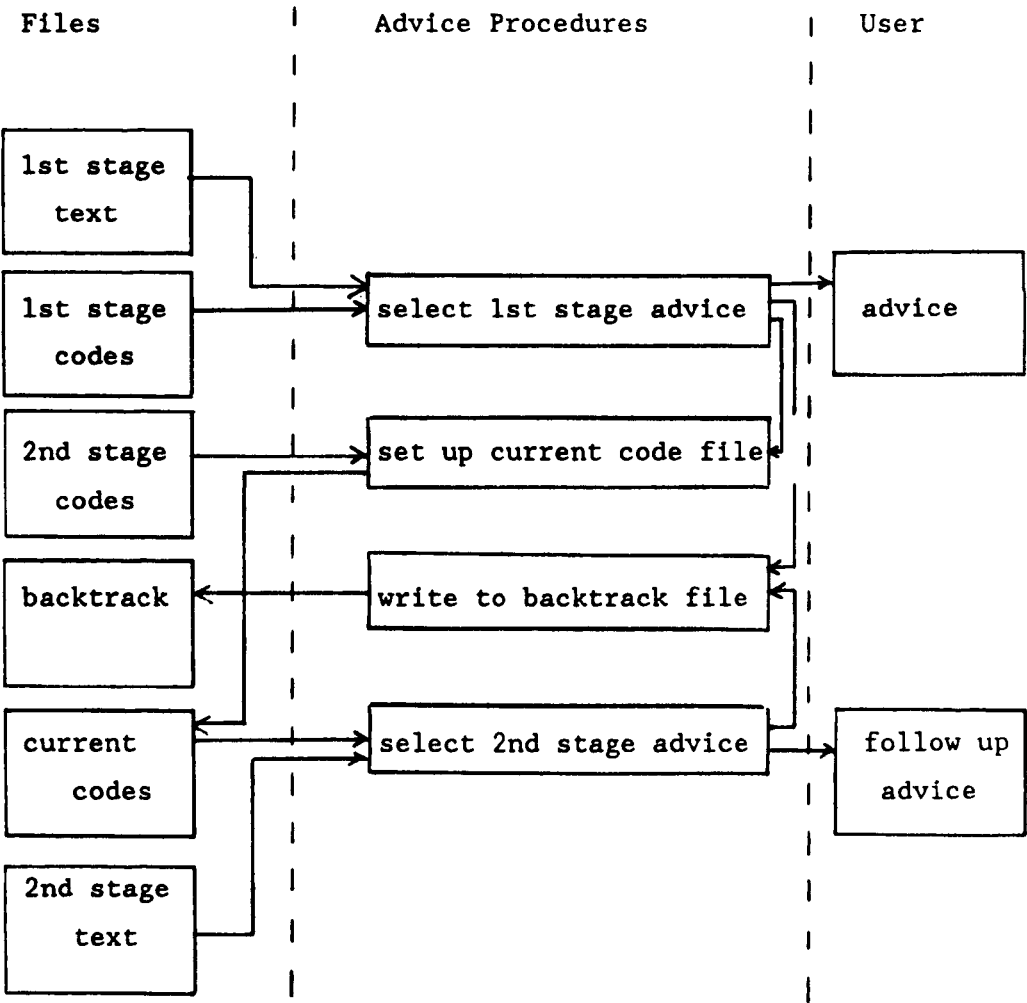 Files
Advice Procedures
User
1st stage
text
1st stage
codes
2nd stage
codes
backtrack
current
codes
2nd stage
text
select 1st stage advice
set up current code file
write to backtrack file
select 2nd stage advice
advice
follow up
advice